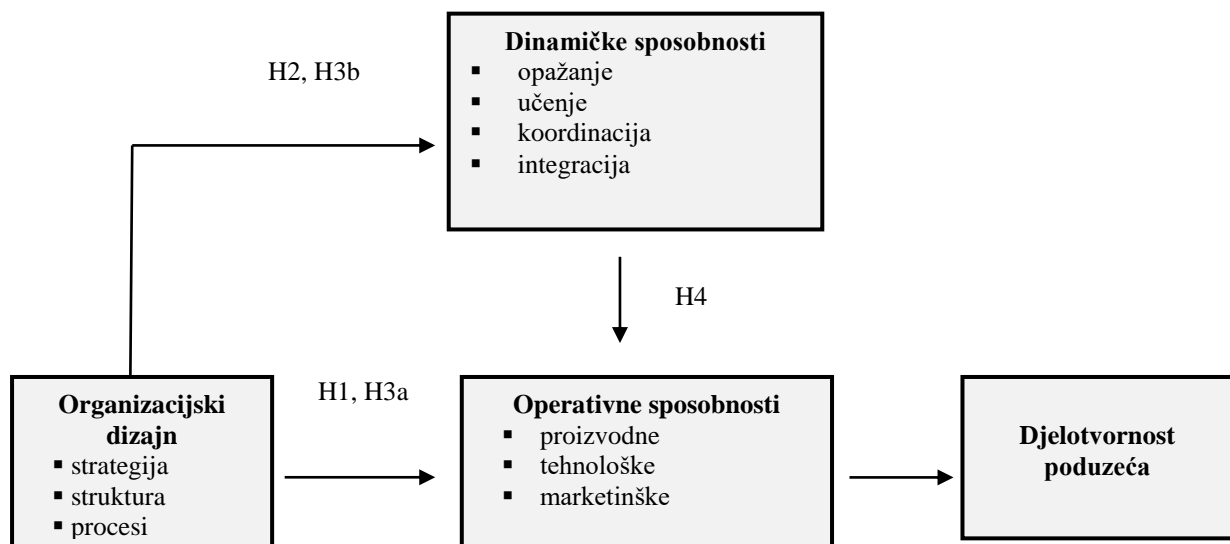 Dinamičke sposobnosti
▪ opažanje
▪ učenje
▪ koordinacija
▪ integracija
H2, H3b
H4
Organizacijski
dizajn
▪ strategija
▪ struktura
▪ procesi
H1, H3a
Operativne sposobnosti
▪ proizvodne
▪ tehnološke
▪ marketinške
Djelotvornost
poduzeća